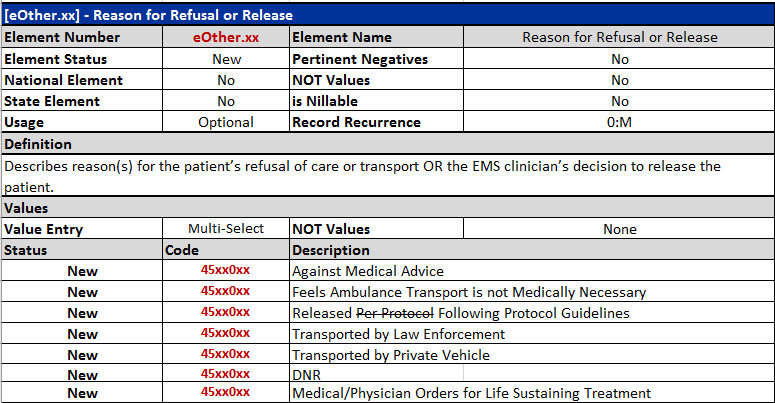 [eOther.xx] - Reason for Refusal or Release
Element Number eOther.xx Element Name Reason for Refusal or Release
Element Status New Pertinent Negatives No
National Element No NOT Values No
State Element No is Nillable No
Usage Optional Record Recurrence 0:M
Definition
Describes reason(s) for the patient's refusal of care or transport OR the EMS clinician's decision to release the
patient.
Values
Value Entry Multi-Select NOT Values None
Status Code Description
New 45xx0xx Against Medical Advice
New 45xx0xx Feels Ambulance Transport is not Medically Necessary
New 45xx0xx Released Per Protocol Following Protocol Guidelines
New 45xx0xx Transported by Law Enforcement
New 45xx0xx Transported by Private Vehicle
New 45xx0xx DNR
New 45xx0xx Medical/Physician Orders for Life Sustaining Treatment